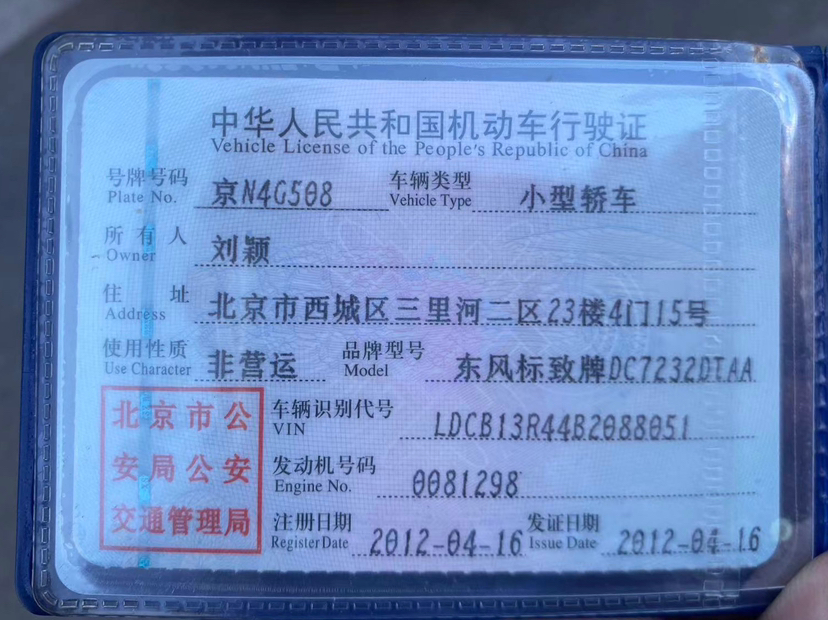 中华人民共和国机动车行驶证
Vehicle License of the People's Republic of China
号牌号码 京N4G508 车辆类型 小型轿车
Plate No. Vehicle Type
所有人 刘颖
Owner
住址 北京市西城区三里河二区23楼4门15号
Address
使用性质 非营运 品牌型号 东风标致牌DC7232DTAA
Use Character Model
北京市公
安局公安
交通管理局
车辆识别代号 LDCB13R44B2088051
VIN
发动机号码 0081298
Engine No.
注册日期 2012-04-16 发证日期 2012-04-16
Register Date Issue Date